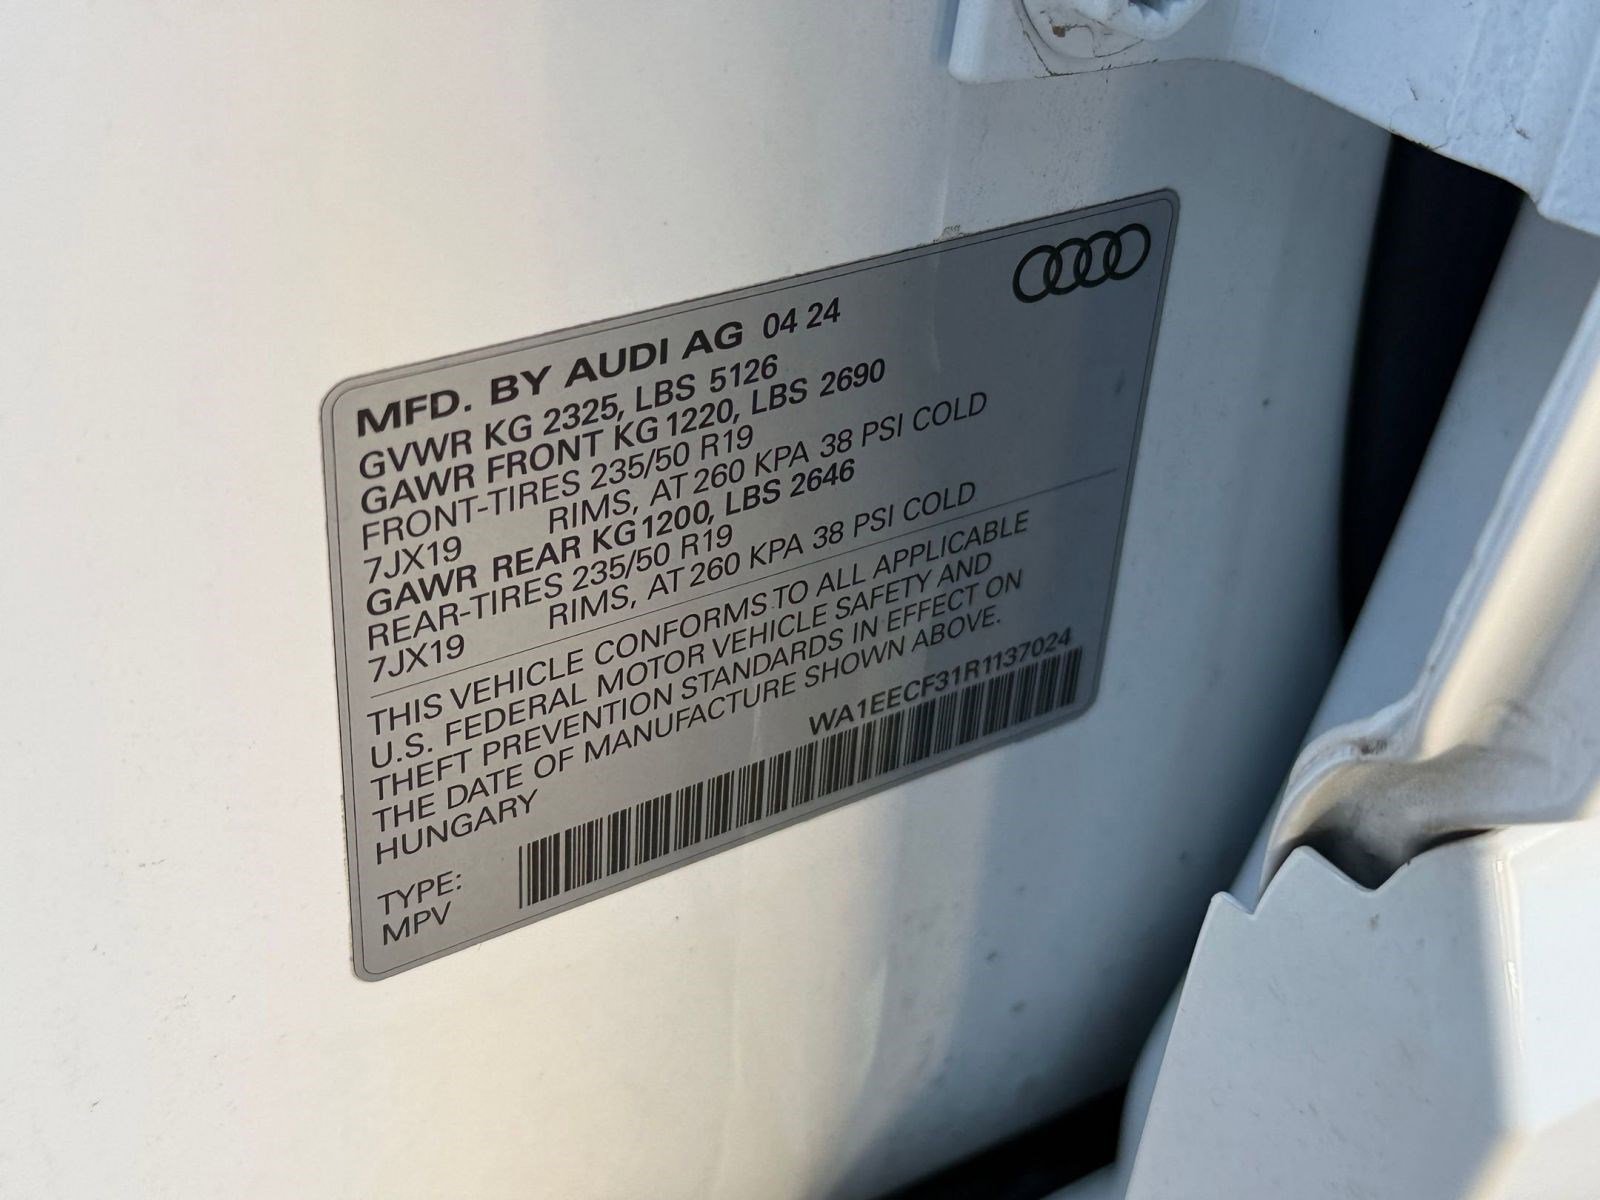 MFD. BY AUDI AG 04 24
GVWR KG 2325, LBS 5126
GAWR FRONT KG 1220, LBS 2690
FRONT-TIRES 235/50 R19
7JX19 RIMS, AT 260 KPA 38 PSI COLD
GAWR REAR KG 1200, LBS 2646
REAR-TIRES 235/50 R19
7JX19 RIMS, AT 260 KPA 38 PSI COLD
THIS VEHICLE CONFORMS TO ALL APPLICABLE
U.S. FEDERAL MOTOR VEHICLE SAFETY AND
THEFT PREVENTION STANDARDS IN EFFECT ON
THE DATE OF MANUFACTURE SHOWN ABOVE.
HUNGARY
WA1EECF31R1137024
TYPE:
MPV